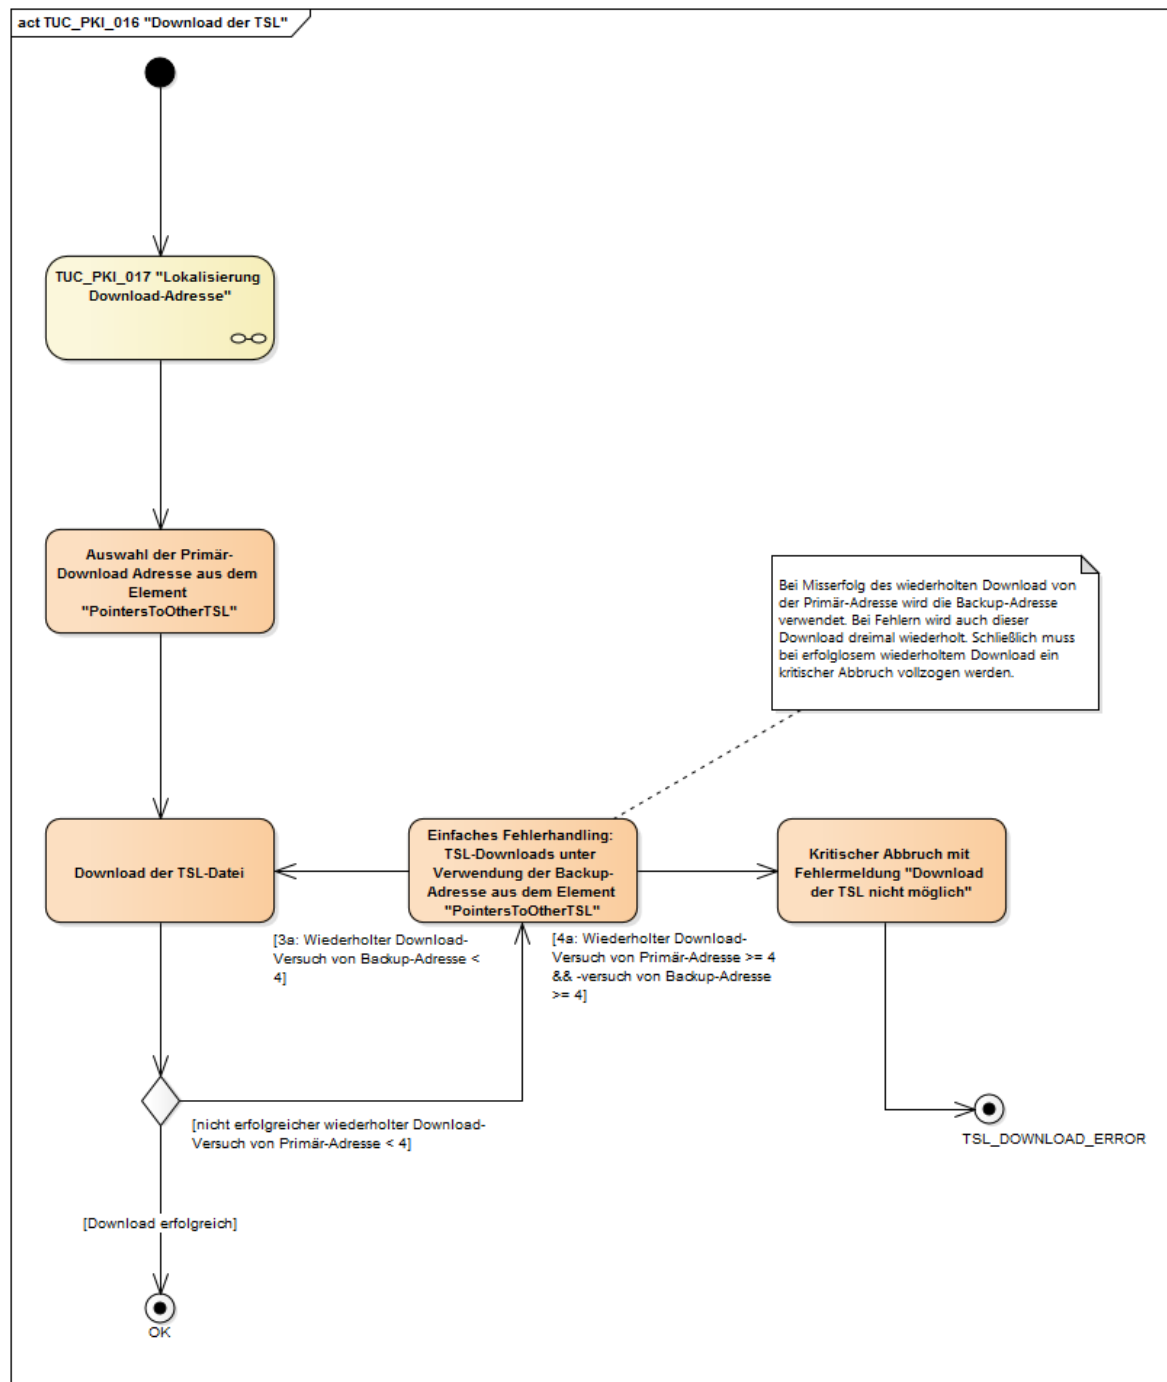 act TUC_PKI_016 "Download der TSL"
TUC_PKI_017 "Lokalisierung
Download-Adresse"
Auswahl der Primär-
Download Adresse aus dem
Element
"PointersToOtherTSL"
Bei Misserfolg des wiederholten Download von
der Primär-Adresse wird die Backup-Adresse
verwendet. Bei Fehlern wird auch dieser
Download dreimal wiederholt. Schließlich muss
bei erfolglosem wiederholtem Download ein
kritischer Abbruch vollzogen werden.
Download der TSL-Datei
Einfaches Fehlerhandling:
TSL-Downloads unter
Verwendung der Backup-
Adresse aus dem Element
"PointersToOtherTSL"
Kritischer Abbruch mit
Fehlermeldung "Download
der TSL nicht möglich"
[3a: Wiederholter Download-
Versuch von Backup-Adresse <
4]
[4a: Wiederholter Download-
Versuch von Primär-Adresse >= 4
&& -versuch von Backup-Adresse
>= 4]
[nicht erfolgreicher wiederholter Download-
Versuch von Primär-Adresse < 4]
TSL_DOWNLOAD_ERROR
[Download erfolgreich]
OK